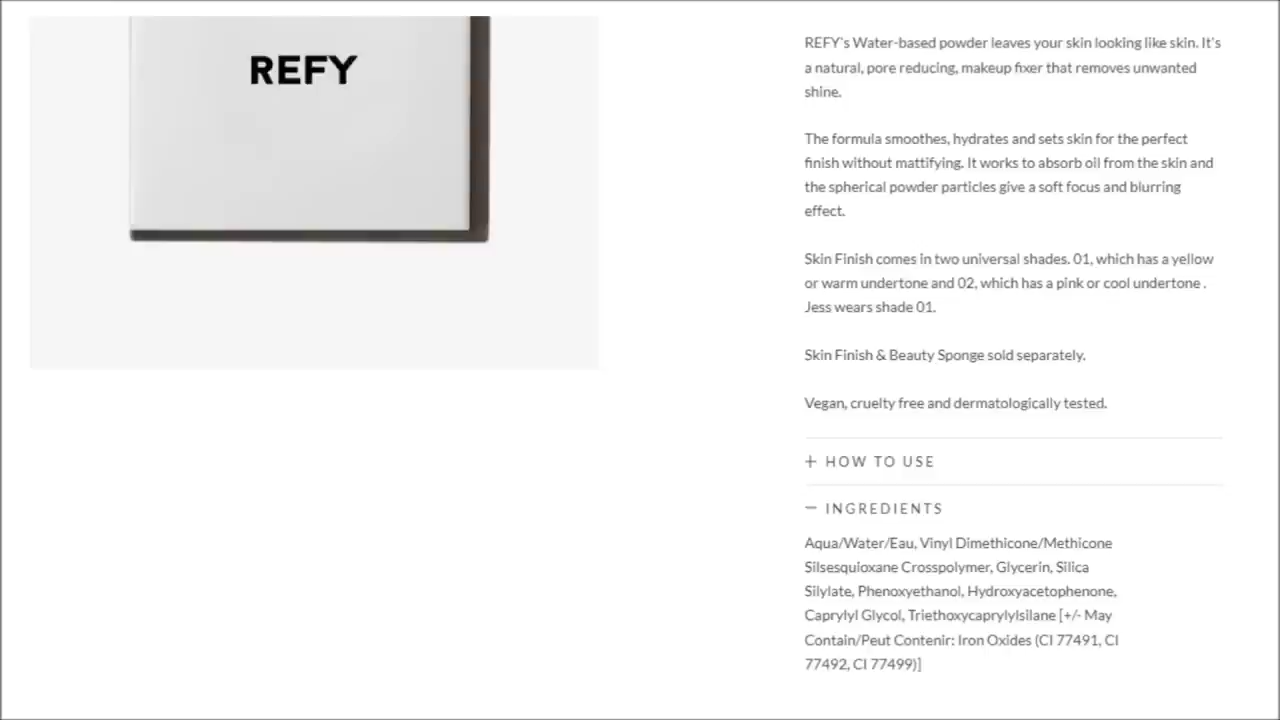 REFY
REFY's Water-based powder leaves your skin looking like skin. It's
a natural, pore reducing, makeup fixer that removes unwanted
shine.
The formula smoothes, hydrates and sets skin for the perfect
finish without mattifying. It works to absorb oil from the skin and
the spherical powder particles give a soft focus and blurring
effect.
Skin Finish comes in two universal shades. 01, which has a yellow
or warm undertone and 02, which has a pink or cool undertone .
Jess wears shade 01.
Skin Finish & Beauty Sponge sold separately.
Vegan, cruelty free and dermatologically tested.
+ HOW TO USE
− INGREDIENTS
Aqua/Water/Eau, Vinyl Dimethicone/Methicone
Silsesquioxane Crosspolymer, Glycerin, Silica
Silylate, Phenoxyethanol, Hydroxyacetophenone,
Caprylyl Glycol, Triethoxycaprylylsilane [+/- May
Contain/Peut Contenir: Iron Oxides (CI 77491, CI
77492, CI 77499)]